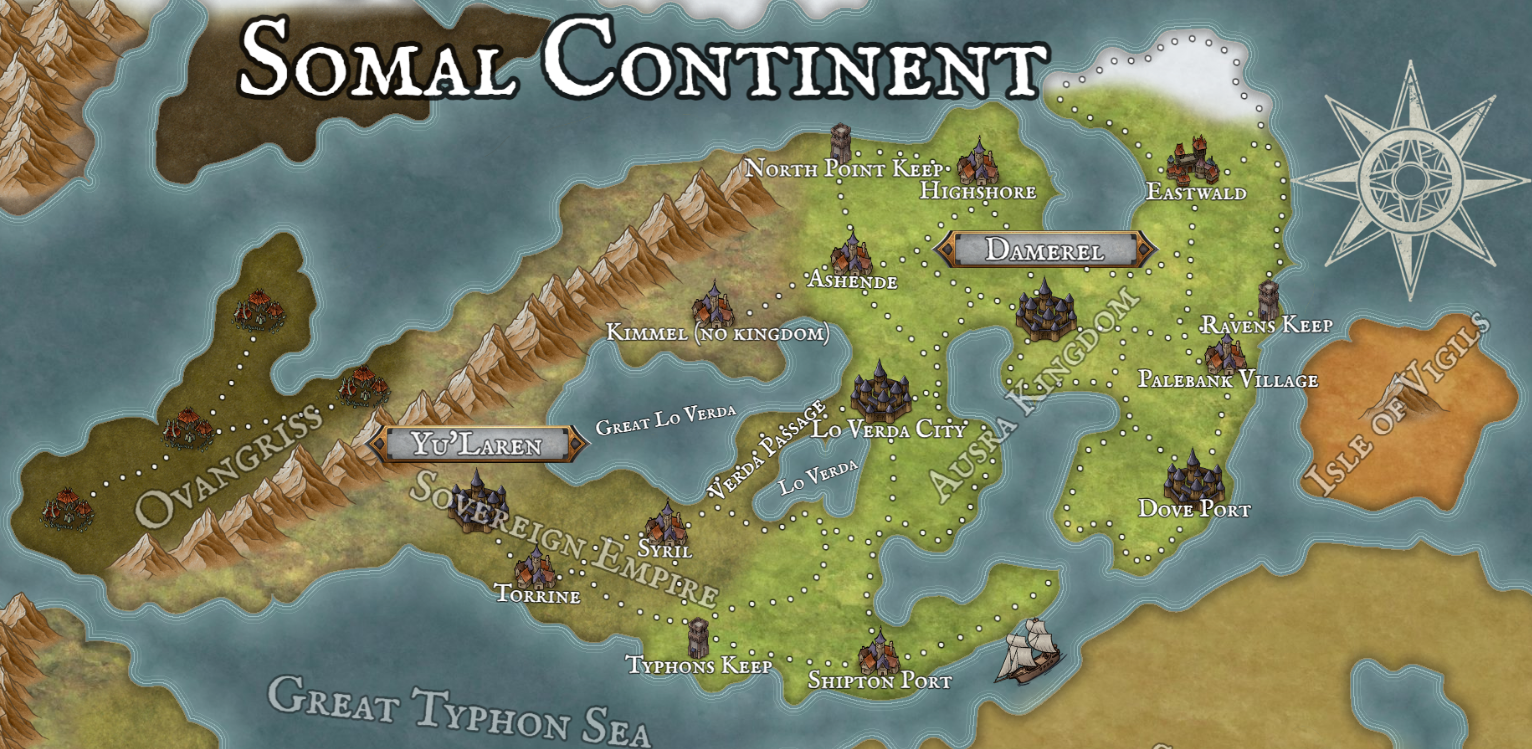 Somal Continent
North Point Keep
Highshore
Eastwald
Damerel
Ashende
Kimmel (no kingdom)
Ravens Keep
Palebank Village
Ausra Kingdom
Isle of Vigils
Great Lo Verda
Verda Passage
Lo Verda City
Lo Verda
Yu'Laren
Ovangriss
Sovereign Empire
Dove Port
Syril
Torrine
Typhons Keep
Shipton Port
Great Typhon Sea